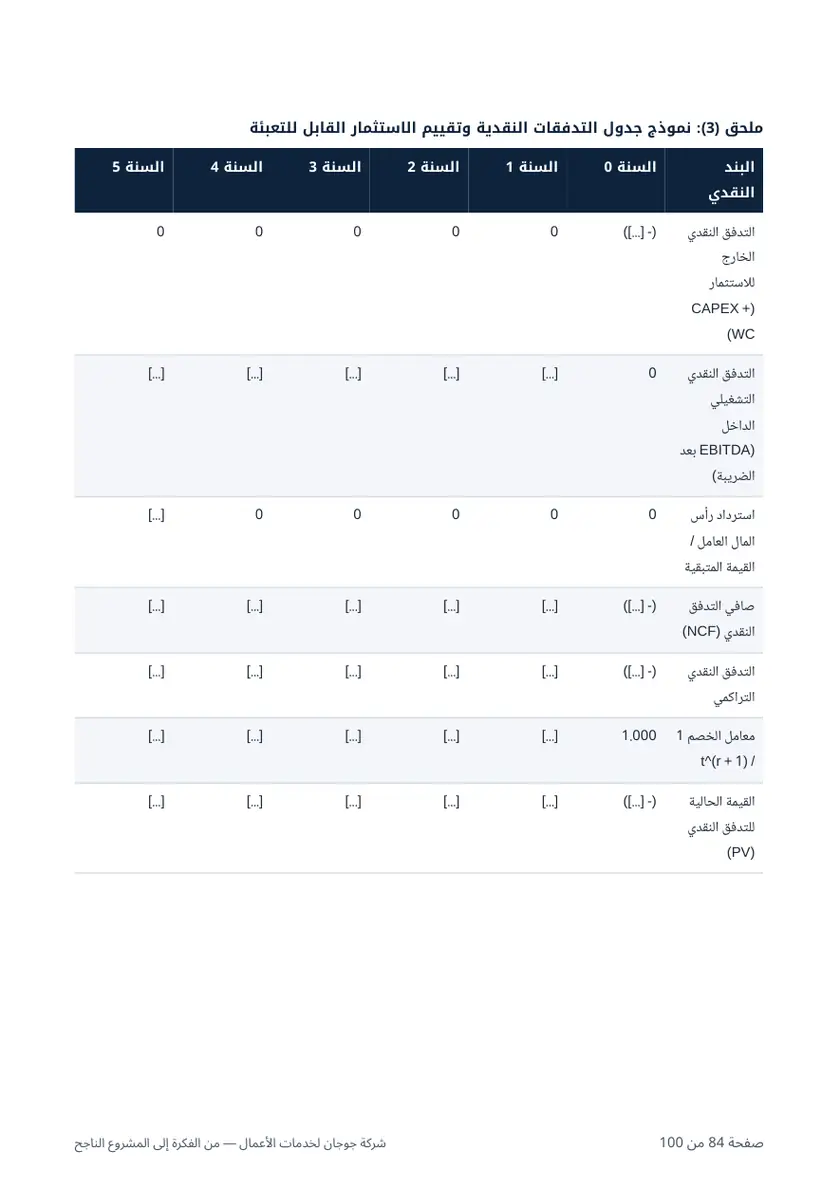 ملحق (3): نموذج جدول التدفقات النقدية وتقييم الاستثمار القابل للتعبئة
البند النقدي السنة 0 السنة 1 السنة 2 السنة 3 السنة 4 السنة 5
التدفق النقدي الخارج للاستثمار (CAPEX + WC) (- [...]) 0 0 0 0 0
التدفق النقدي التشغيلي الداخل (EBITDA بعد الضريبة) 0 [...] [...] [...] [...] [...]
استرداد رأس المال العامل / القيمة المتبقية 0 0 0 0 0 [...]
صافي التدفق النقدي (NCF) (- [...]) [...] [...] [...] [...] [...]
التدفق النقدي التراكمي (- [...]) [...] [...] [...] [...] [...]
معامل الخصم 1 / (1 + r)^t 1.000 [...] [...] [...] [...] [...]
القيمة الحالية للتدفق النقدي (PV) (- [...]) [...] [...] [...] [...] [...]
صفحة 84 من 100
شركة جوجان لخدمات الأعمال — من الفكرة إلى المشروع الناجح